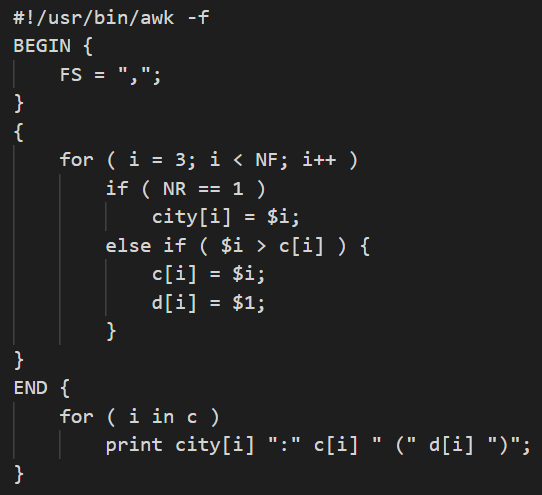 #!/usr/bin/awk -f
BEGIN {
    FS = ",";
}
{
    for ( i = 3; i < NF; i++ )
        if ( NR == 1 )
            city[i] = $i;
        else if ( $i > c[i] ) {
            c[i] = $i;
            d[i] = $1;
        }
}
END {
    for ( i in c )
        print city[i] ":" c[i] " (" d[i] ")";
}